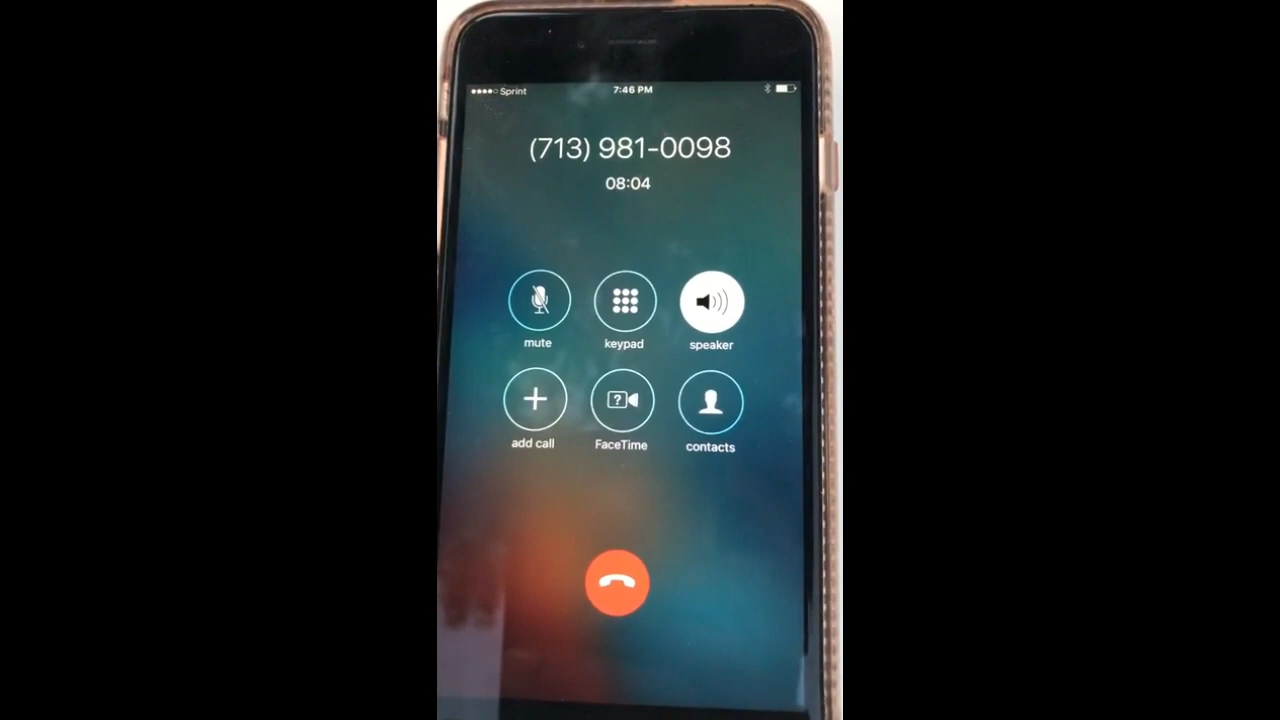 Sprint 7:46 PM
(713) 981-0098
08:04
mute keypad speaker
?
add call FaceTime contacts